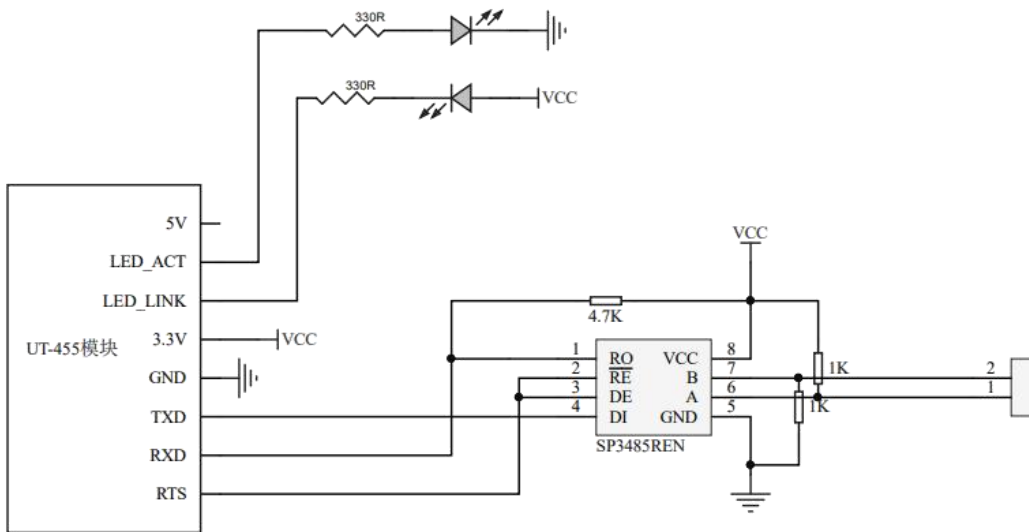 330R
330R
VCC
5V
LED_ACT
LED_LINK
3.3V
VCC
UT-455模块
GND
TXD
RXD
RTS
VCC
4.7K
1
RO
VCC
8
2
RE
B
7
3
DE
A
6
4
DI
GND
5
SP3485REN
1K
1K
2
1